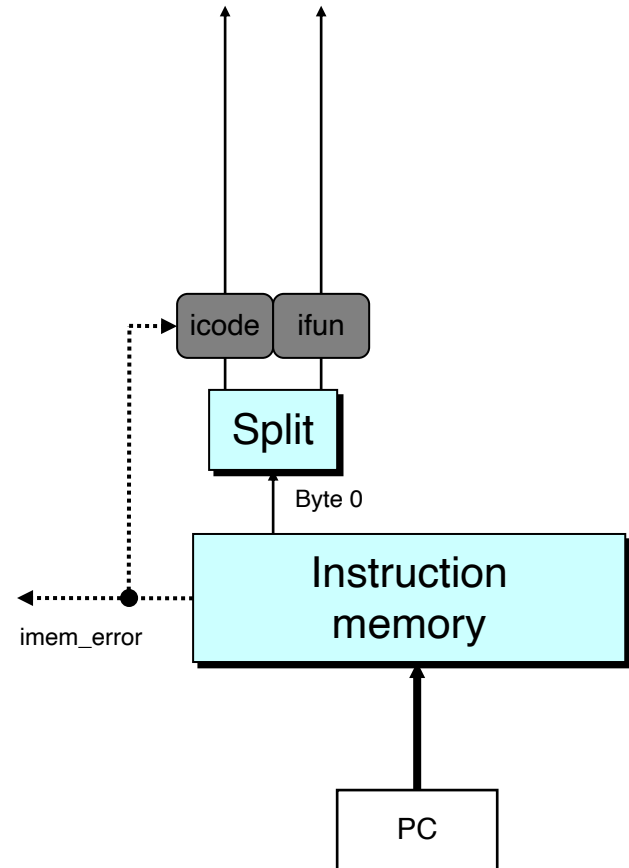 icode
ifun
Split
Byte 0
Instruction
memory
imem_error
PC